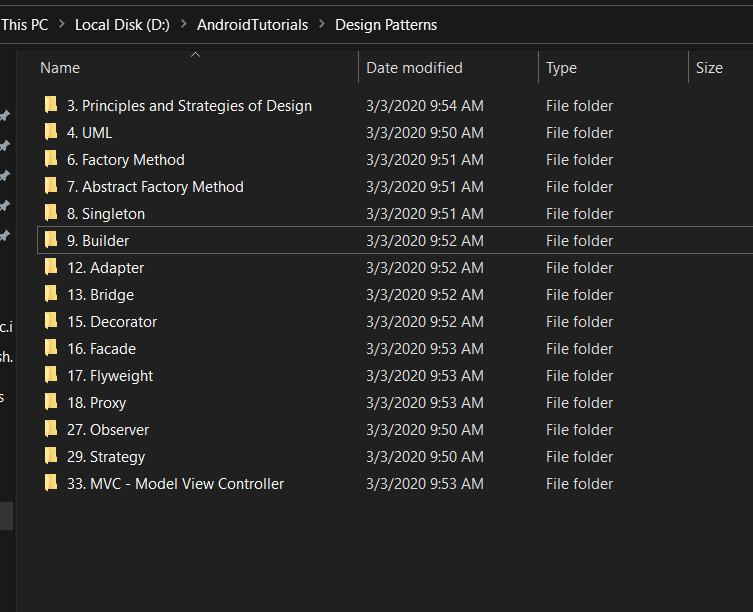 This PC > Local Disk (D:) > AndroidTutorials > Design Patterns
Name Date modified Type Size
3. Principles and Strategies of Design 3/3/2020 9:54 AM File folder
4. UML 3/3/2020 9:50 AM File folder
6. Factory Method 3/3/2020 9:51 AM File folder
7. Abstract Factory Method 3/3/2020 9:51 AM File folder
8. Singleton 3/3/2020 9:51 AM File folder
9. Builder 3/3/2020 9:52 AM File folder
12. Adapter 3/3/2020 9:52 AM File folder
13. Bridge 3/3/2020 9:52 AM File folder
c.i
15. Decorator 3/3/2020 9:52 AM File folder
sh.
16. Facade 3/3/2020 9:53 AM File folder
17. Flyweight 3/3/2020 9:53 AM File folder
s
18. Proxy 3/3/2020 9:53 AM File folder
27. Observer 3/3/2020 9:50 AM File folder
29. Strategy 3/3/2020 9:50 AM File folder
33. MVC - Model View Controller 3/3/2020 9:53 AM File folder